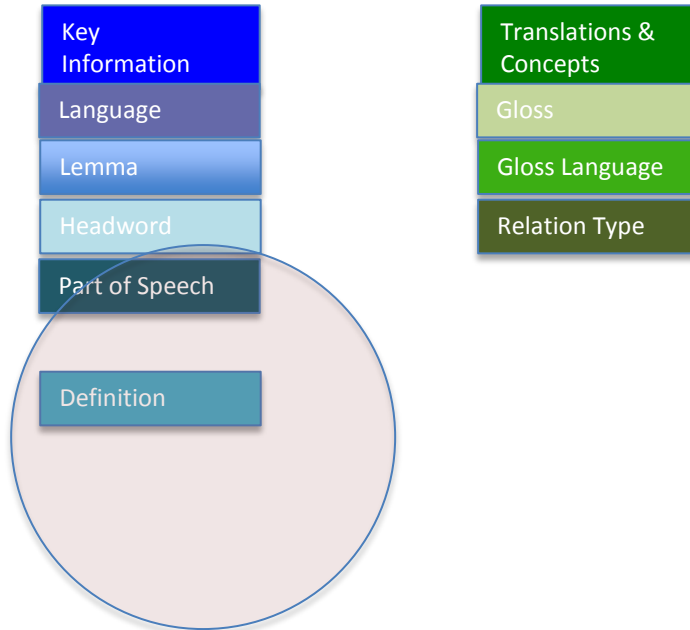 Key
Information
Language
Lemma
Headword
Part of Speech
Definition
Translations &
Concepts
Gloss
Gloss Language
Relation Type